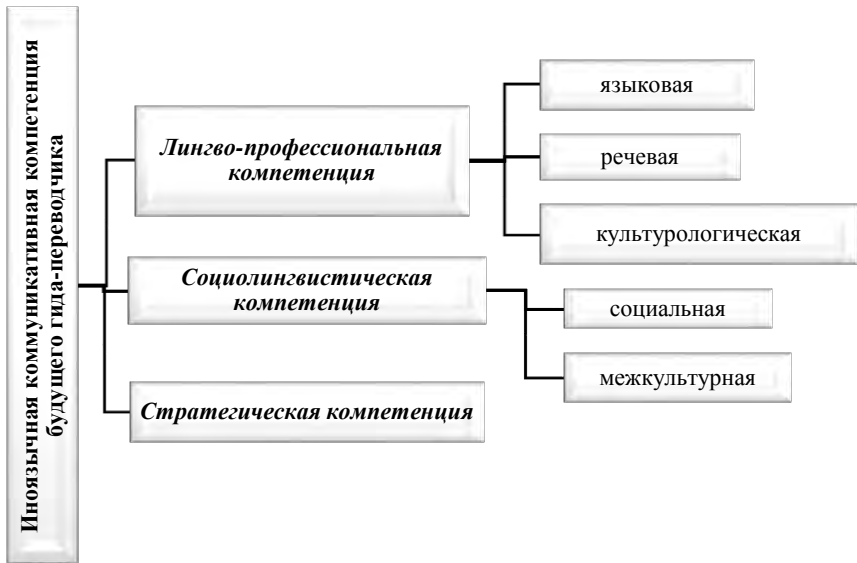 Иноязычная коммуникативная компетенция
будущего гида-переводчика
Лингво-профессиональная
компетенция
языковая
речевая
культурологическая
Социолингвистическая
компетенция
социальная
межкультурная
Стратегическая компетенция